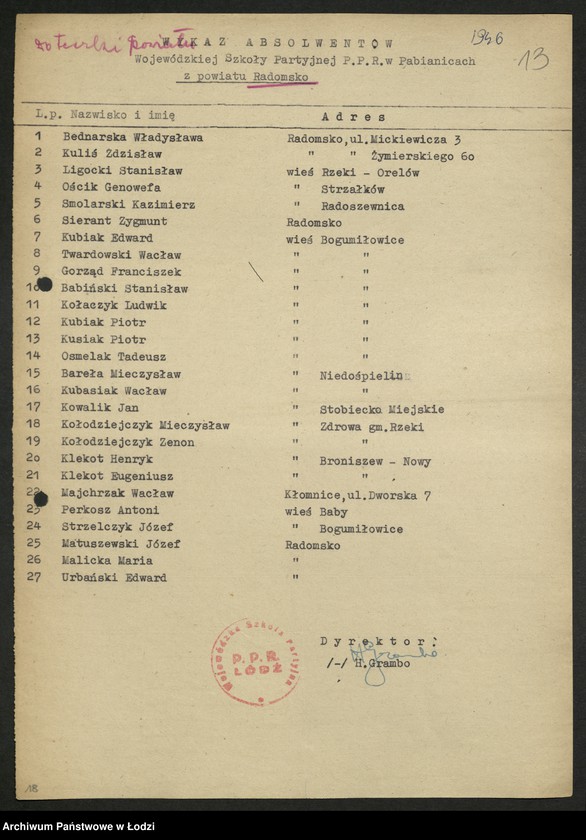 do teczki powiatu
1946
13
W Y K A Z  A B S O L W E N T Ó W
Wojewódzkiej Szkoły Partyjnej P.P.R.w Pabianicach
z powiatu Radomsko
L.p. Nazwisko i imię A d r e s
1 Bednarska Władysława Radomsko,ul.Mickiewicza 3
2 Kuliś Zdzisław " " Żymierskiego 60
3 Ligocki Stanisław wieś Rzeki - Orelów
4 Ościk Genowefa " Strzałków
5 Smolarski Kazimierz " Radoszewnica
6 Sierant Zygmunt Radomsko
7 Kubiak Edward wieś Bogumiłowice
8 Twardowski Wacław " "
9 Gorząd Franciszek " "
10 Babiński Stanisław " "
11 Kołaczyk Ludwik " "
12 Kubiak Piotr " "
13 Kusiak Piotr " "
14 Osmelak Tadeusz " "
15 Bareła Mieczysław " Niedośpielin
16 Kubasiak Wacław " "
17 Kowalik Jan " Stobiecko Miejskie
18 Kołodziejczyk Mieczysław " Zdrowa gm.Rzeki
19 Kołodziejczyk Zenon " "
20 Klekot Henryk " Broniszew - Nowy
21 Klekot Eugeniusz " "
22 Majchrzak Wacław Kłomnice,ul.Dworska 7
23 Perkosz Antoni wieś Baby
24 Strzelczyk Józef " Bogumiłowice
25 Matuszewski Józef Radomsko
26 Malicka Maria "
27 Urbański Edward "
D y r e k t o r :
H Grambo.
/-/ H.Grambo
Wojewódzka Szkoła Partyjna
P.P.R.
ŁÓDŹ
18
Archiwum Państwowe w Łodzi